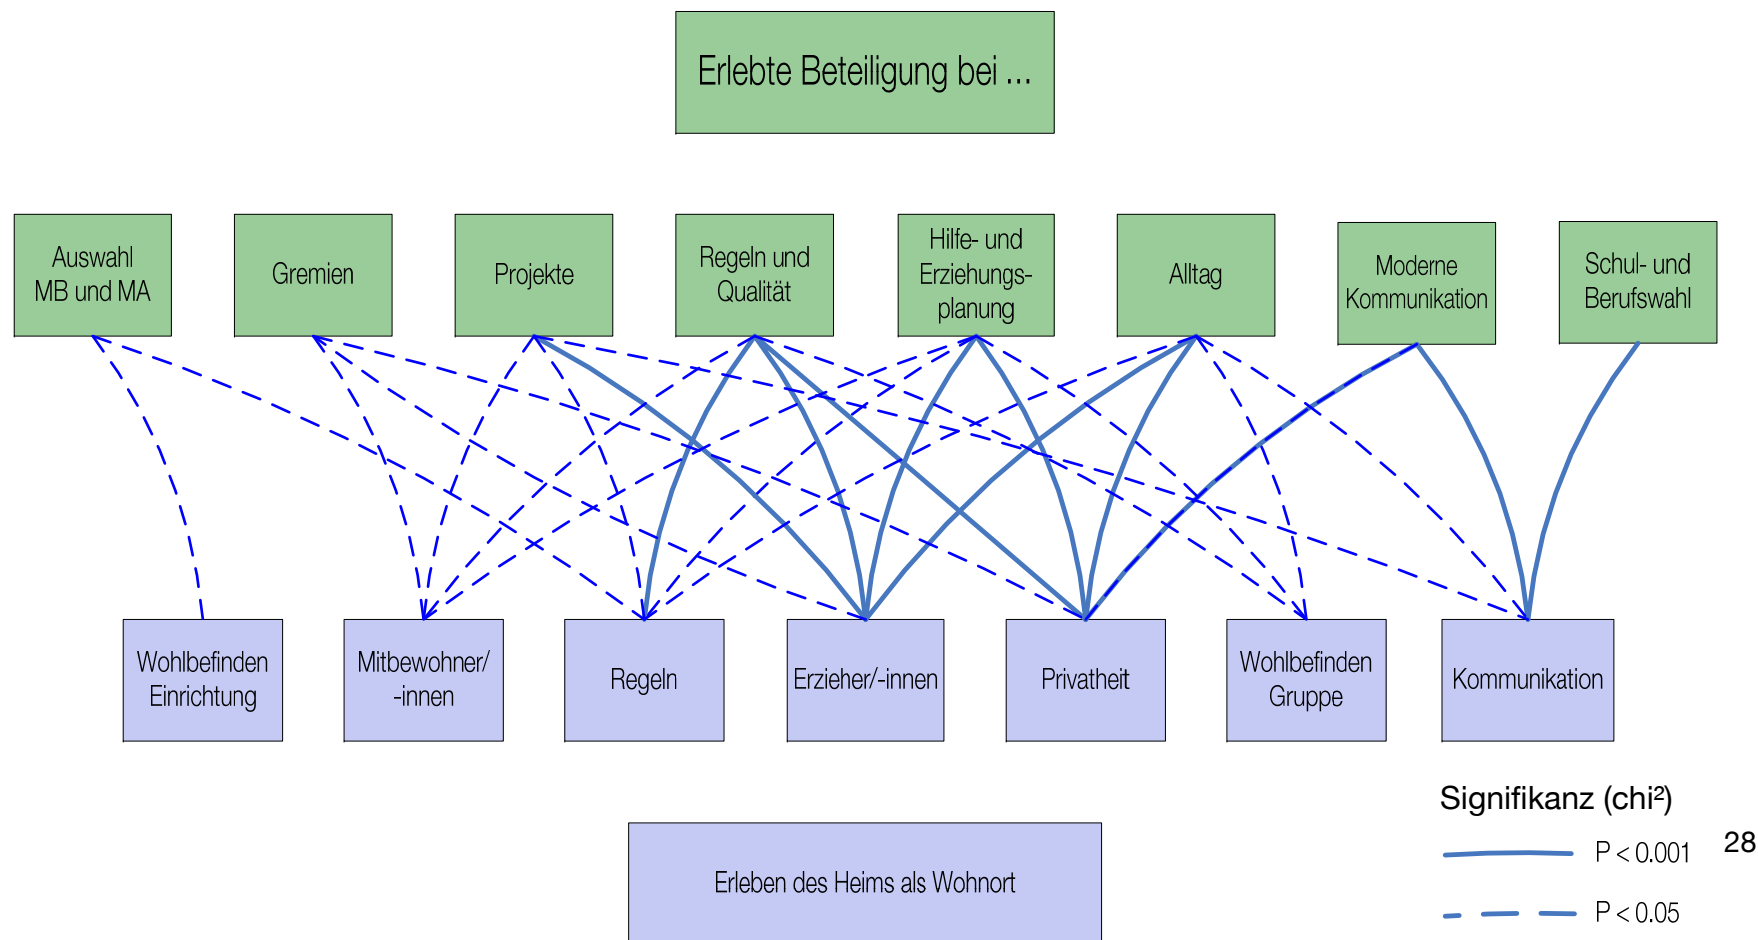 Erlebte Beteiligung bei ...
Auswahl
MB und MA
Gremien
Projekte
Regeln und
Qualität
Hilfe- und
Erziehungs-
planung
Alltag
Moderne
Kommunikation
Schul- und
Berufswahl
Wohlbefinden
Einrichtung
Mitbewohner/
-innen
Regeln
Erzieher/-innen
Privatheit
Wohlbefinden
Gruppe
Kommunikation
Erleben des Heims als Wohnort
Signifikanz (chi²)
P < 0.001
28
P < 0.05